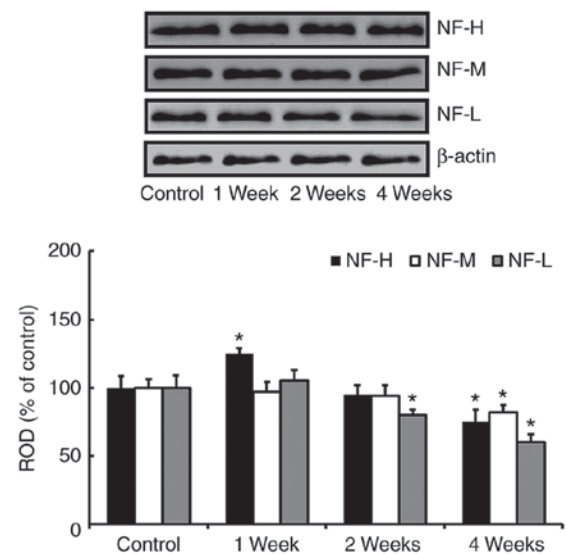 NF-H
NF-M
NF-L
β-actin
Control 1 Week 2 Weeks 4 Weeks
200
NF-H NF-M NF-L
150
*
100
*
* * *
50
0
ROD (% of control)
Control 1 Week 2 Weeks 4 Weeks